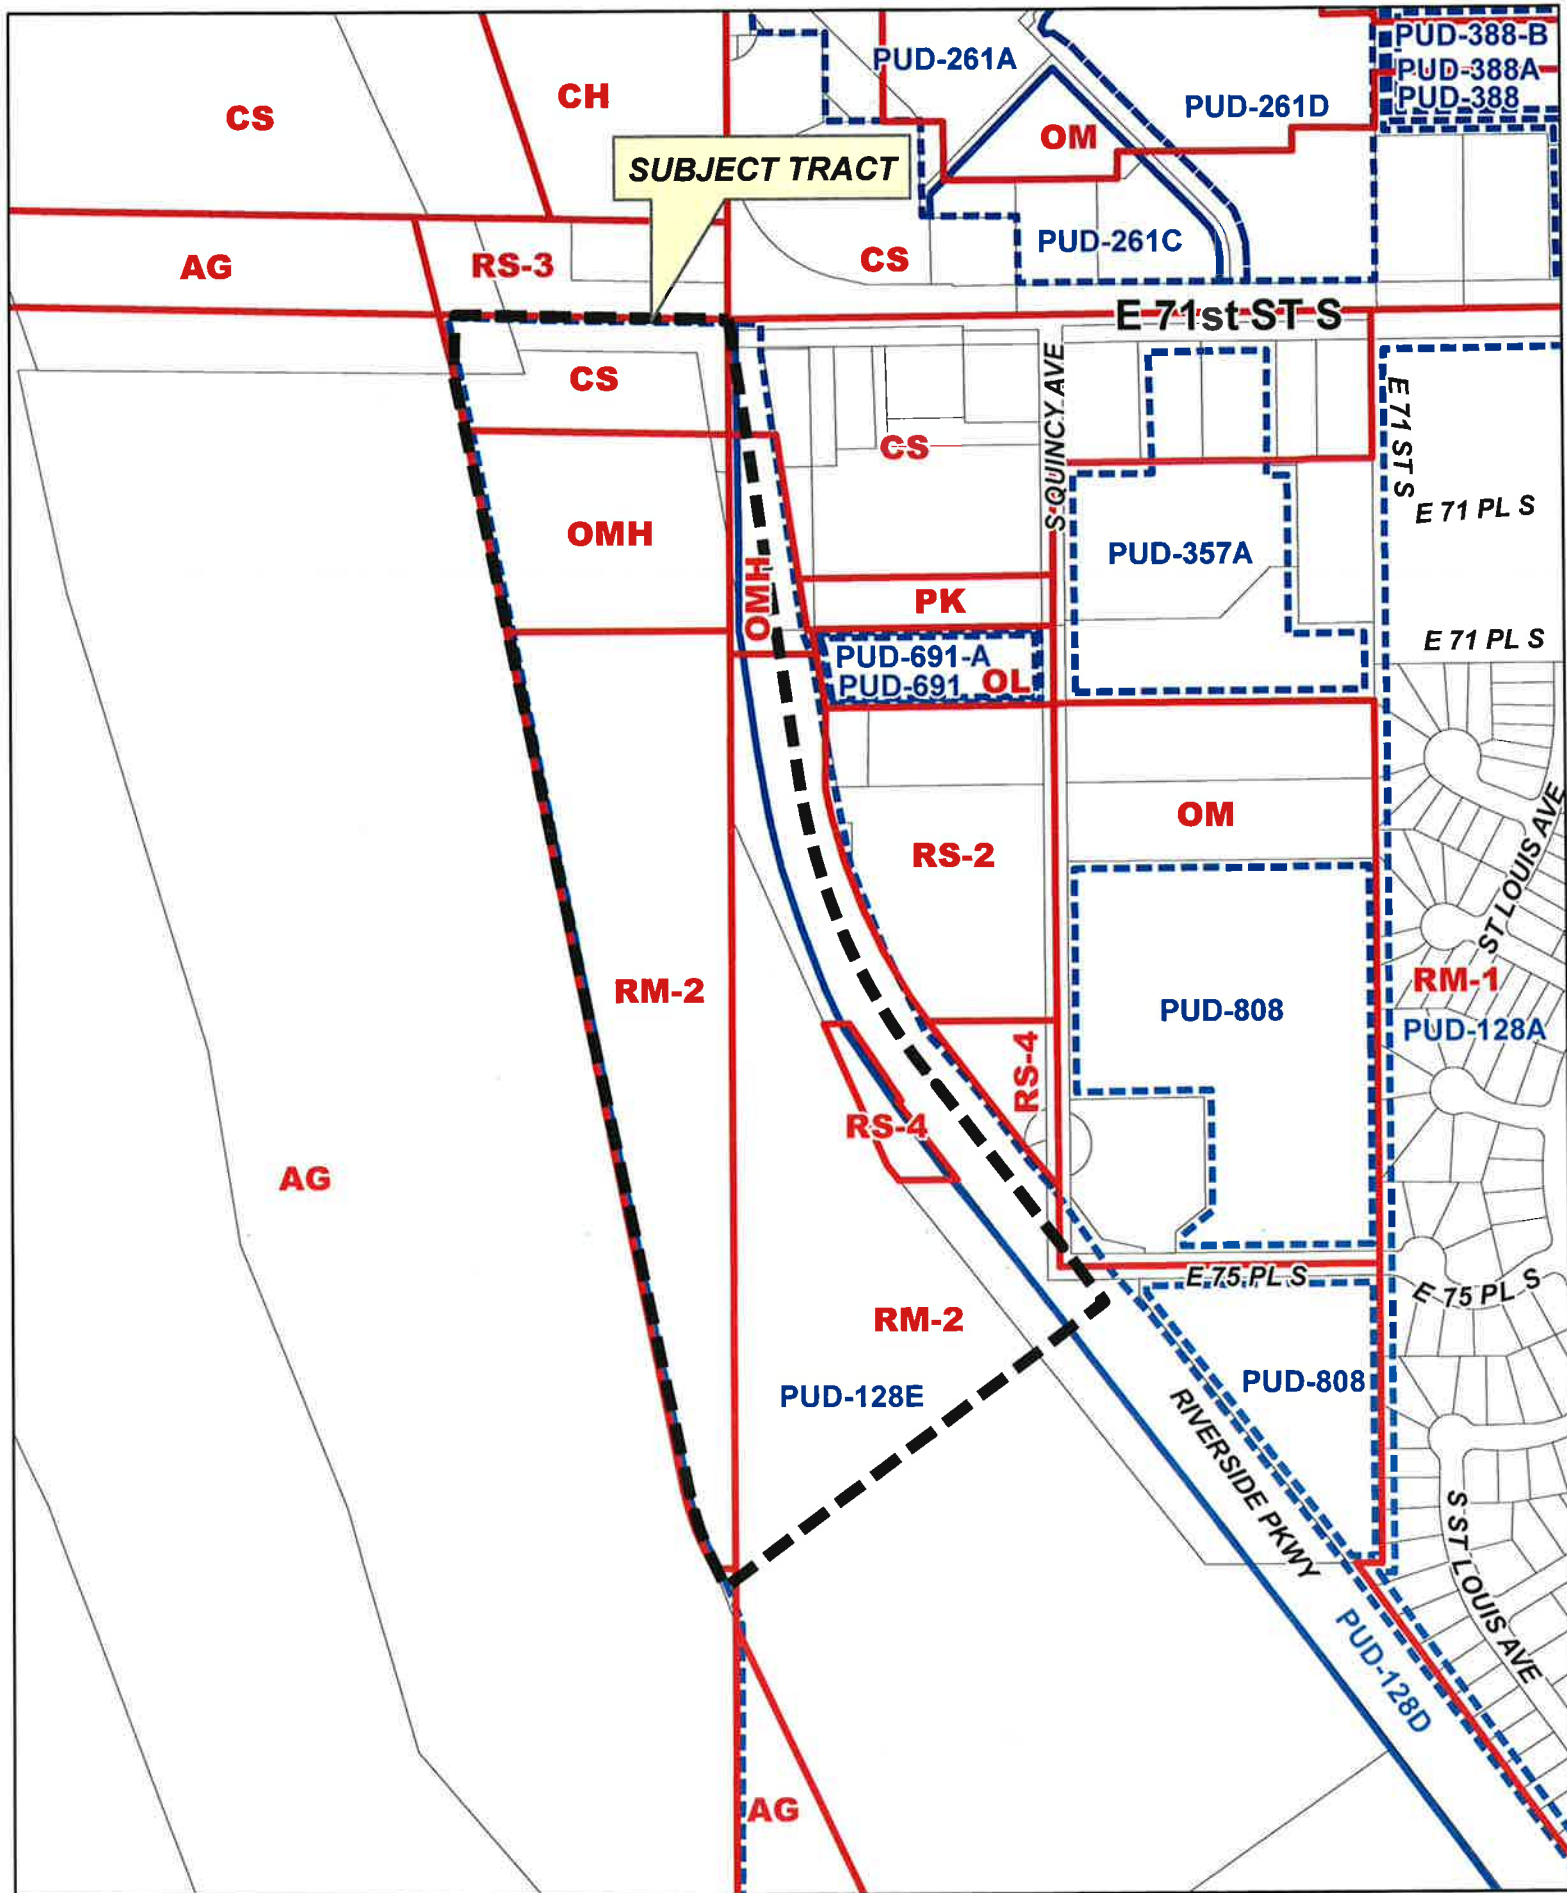 PUD-388-B
PUD-261A
PUD-388A
CH
PUD-388
PUD-261D
CS
OM
SUBJECT TRACT
PUD-261C
CS
RS-3
AG
E 71st ST S
CS
S QUINCY AVE
E 71 ST S
CS
E 71 PL S
OMH
PUD-357A
OMH
PK
E 71 PL S
PUD-691-A
PUD-691
OL
OM
RS-2
ST LOUIS AVE
RM-2
RM-1
PUD-808
PUD-128A
RS-4
RS-4
AG
E 75 PL S
E 75 PL S
RM-2
PUD-808
PUD-128E
RIVERSIDE PKWY
S ST LOUIS AVE
PUD-128D
AG